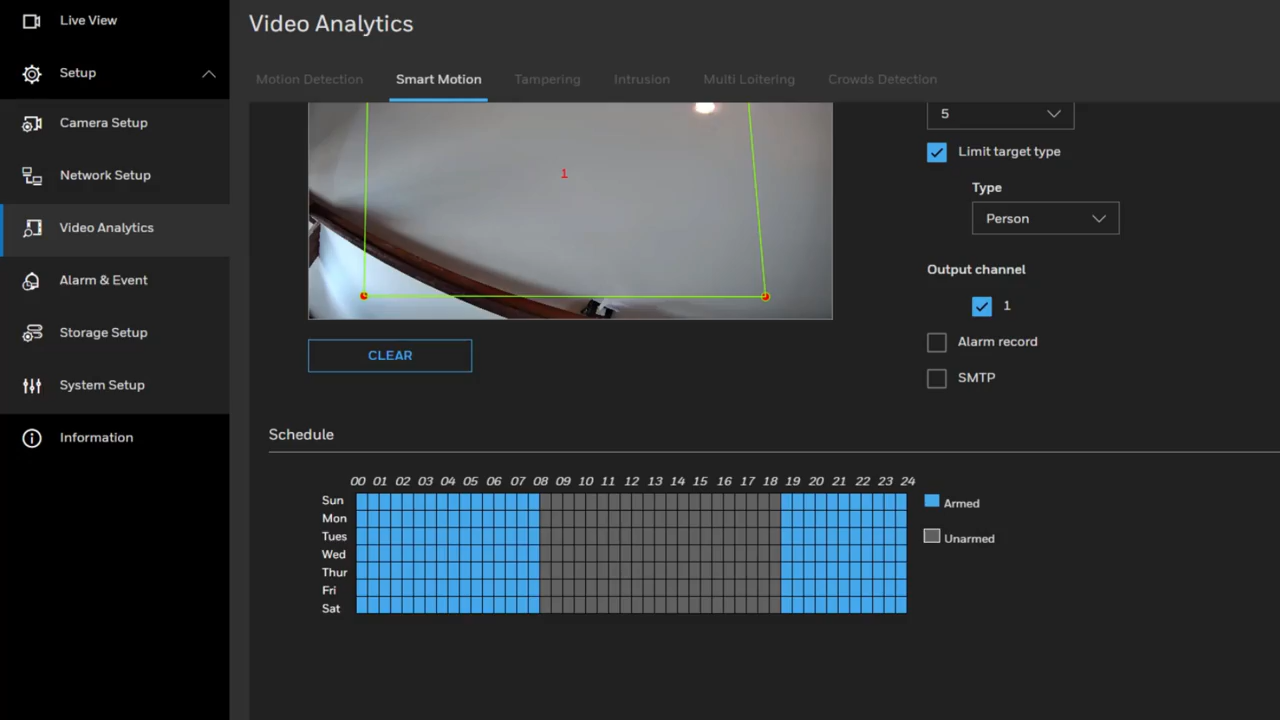 Live View
Video Analytics
Setup
Motion Detection Smart Motion Tampering Intrusion Multi Loitering Crowds Detection
Camera Setup
Network Setup
Video Analytics
Alarm & Event
Storage Setup
System Setup
Information
1
CLEAR
5
Limit target type
Type
Person
Output channel
1
Alarm record
SMTP
Schedule
00 01 02 03 04 05 06 07 08 09 10 11 12 13 14 15 16 17 18 19 20 21 22 23 24
Sun
Mon
Tues
Wed
Thur
Fri
Sat
Armed
Unarmed